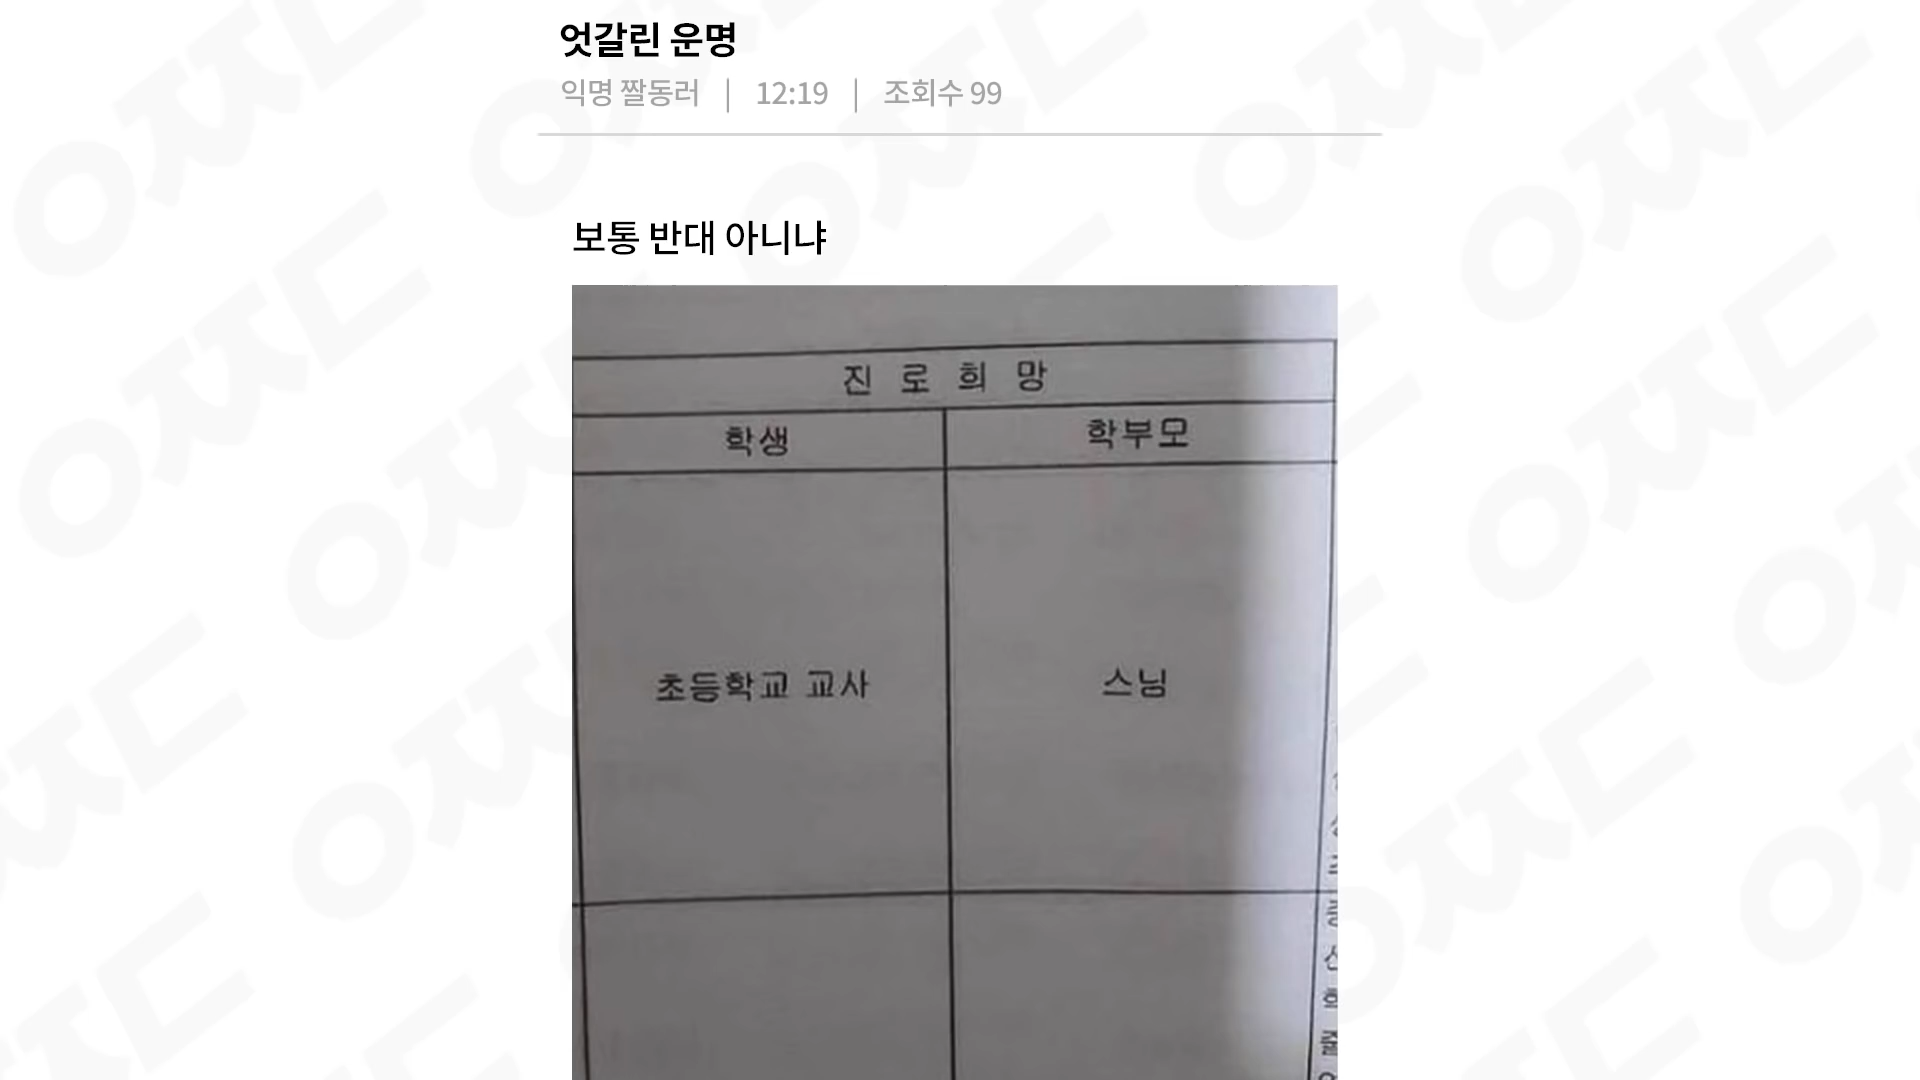 엇갈린 운명
익명 짤동러 | 12:19 | 조회수 99
보통 반대 아니냐
진 로 희 망
학생 학부모
초등학교 교사 스님